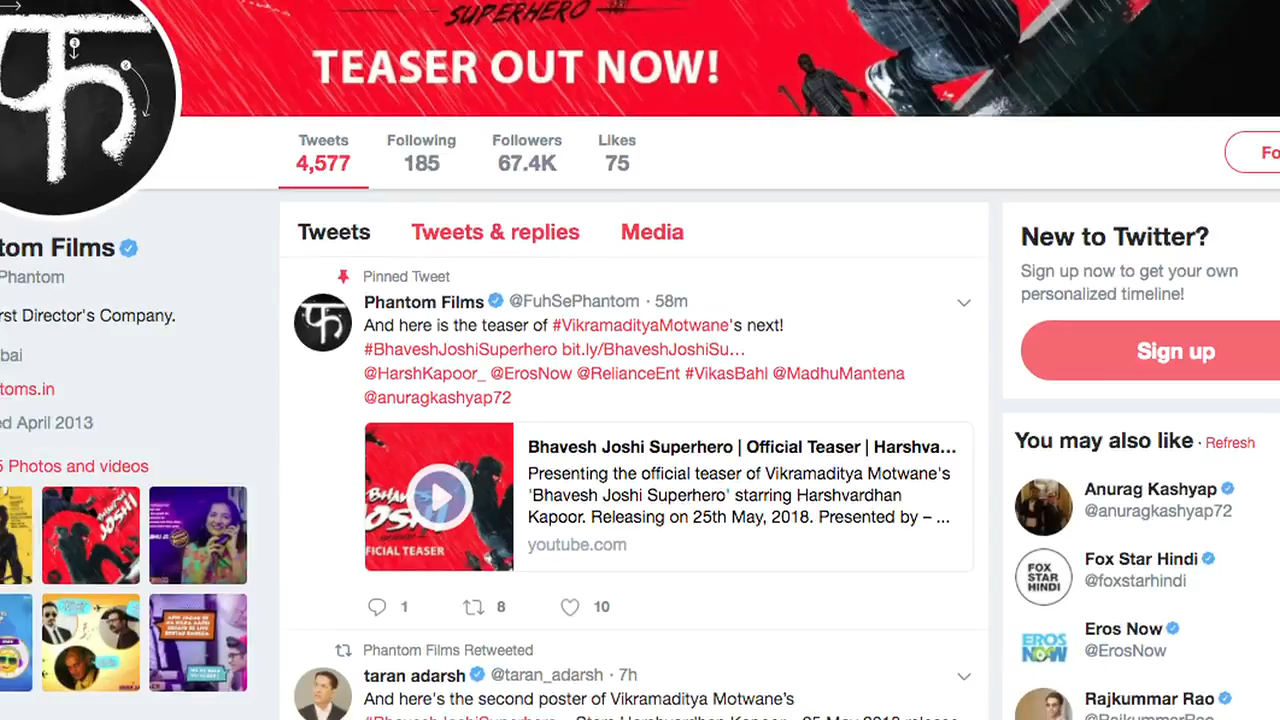 SUPERHERO
TEASER OUT NOW!
फ
Tweets Following Followers Likes
4,577 185 67.4K 75
Fo
tom Films
Phantom
rst Director's Company.
bai
toms.in
ed April 2013
5 Photos and videos
Tweets Tweets & replies Media
Pinned Tweet
Phantom Films @FuhSePhantom · 58m
And here is the teaser of #VikramadityaMotwane's next!
#BhaveshJoshiSuperhero bit.ly/BhaveshJoshiSu…
@HarshKapoor_ @ErosNow @RelianceEnt #VikasBahl @MadhuMantena
@anuragkashyap72
BHAVESH
JOSHI
FICIAL TEASER
Bhavesh Joshi Superhero | Official Teaser | Harshva...
Presenting the official teaser of Vikramaditya Motwane's
'Bhavesh Joshi Superhero' starring Harshvardhan
Kapoor. Releasing on 25th May, 2018. Presented by – ...
youtube.com
1 8 10
Phantom Films Retweeted
taran adarsh @taran_adarsh · 7h
And here's the second poster of Vikramaditya Motwane's
New to Twitter?
Sign up now to get your own
personalized timeline!
Sign up
You may also like · Refresh
Anurag Kashyap
@anuragkashyap72
FOX
STAR
HINDI
Fox Star Hindi
@foxstarhindi
EROS
NOW
Eros Now
@ErosNow
Rajkummar Rao